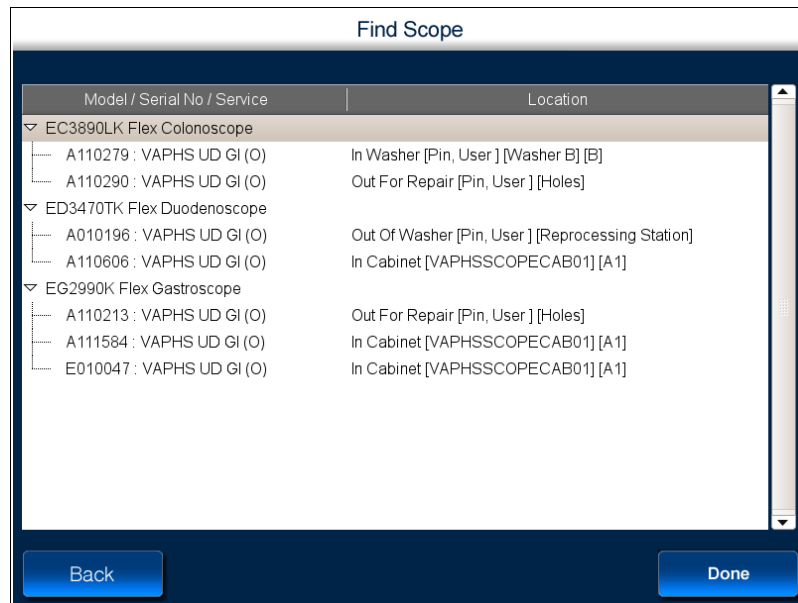 Find Scope
Model / Serial No / Service Location
EC3890LK Flex Colonoscope
A110279 : VAPHS UD GI (O) In Washer [Pin, User ] [Washer B] [B]
A110290 : VAPHS UD GI (O) Out For Repair [Pin, User ] [Holes]
ED3470TK Flex Duodenoscope
A010196 : VAPHS UD GI (O) Out Of Washer [Pin, User ] [Reprocessing Station]
A110606 : VAPHS UD GI (O) In Cabinet [VAPHSSCOPECAB01] [A1]
EG2990K Flex Gastroscope
A110213 : VAPHS UD GI (O) Out For Repair [Pin, User ] [Holes]
A111584 : VAPHS UD GI (O) In Cabinet [VAPHSSCOPECAB01] [A1]
E010047 : VAPHS UD GI (O) In Cabinet [VAPHSSCOPECAB01] [A1]
Back Done